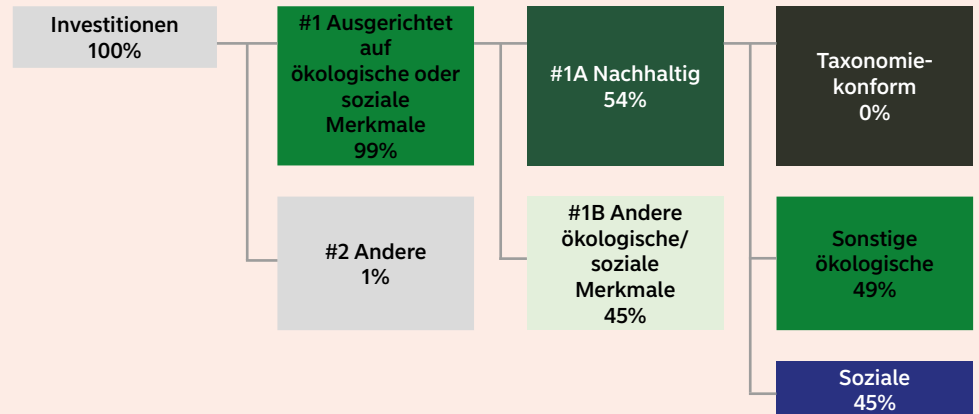 Investitionen
100%
#1 Ausgerichtet
auf
ökologische oder
soziale
Merkmale
99%
#2 Andere
1%
#1A Nachhaltig
54%
#1B Andere
ökologische/
soziale
Merkmale
45%
Taxonomie-
konform
0%
Sonstige
ökologische
49%
Soziale
45%